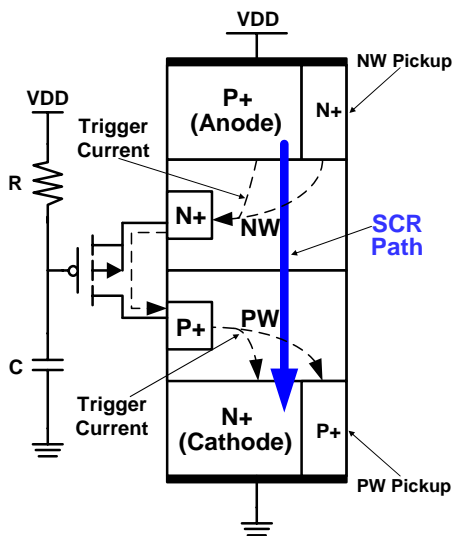 VDD
NW Pickup
P+
(Anode)
N+
VDD
Trigger
Current
R
N+
NW
SCR
Path
P+
PW
C
Trigger
Current
N+
(Cathode)
P+
PW Pickup